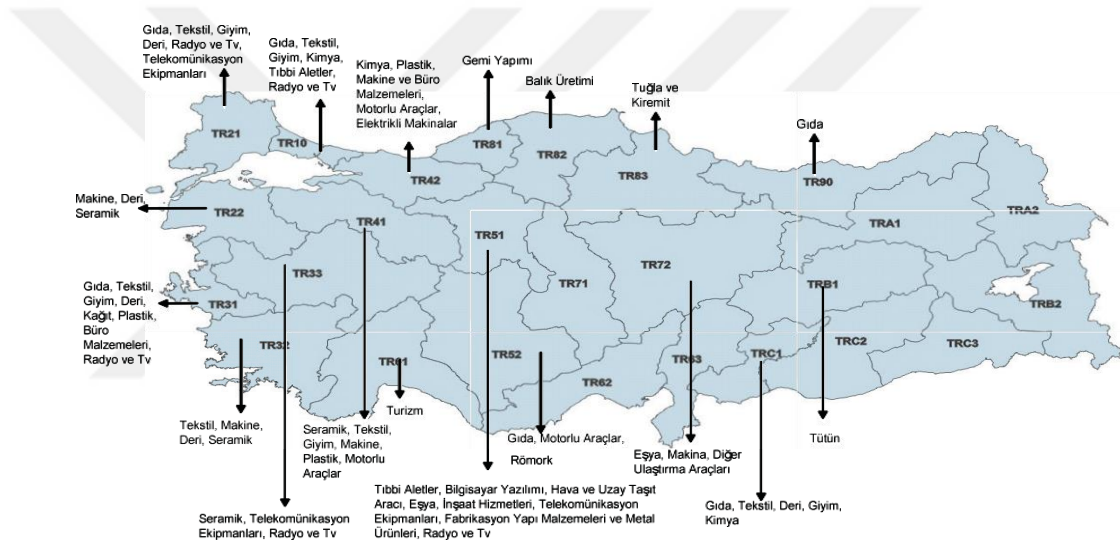 Gıda, Tekstil, Giyim,
Deri, Radyo ve Tv,
Telekomünikasyon
Ekipmanları
Gıda, Tekstil,
Giyim, Kimya,
Tıbbi Aletler,
Radyo ve Tv
Kimya, Plastik,
Makine ve Büro
Malzemeleri,
Motorlu Araçlar,
Elektrikli Makinalar
Gemi Yapımı
Balık Üretimi
Tuğla ve
Kiremit
Gıda
TR21
TR10
TR81
TR82
TR42
TR83
TR90
TRA2
Makine, Deri,
Seramik
TR22
TR41
TR51
TRA1
TR33
TR72
TR71
TRB1
TRB2
Gıda, Tekstil,
Giyim, Deri,
Kağıt, Plastik,
Büro
Malzemeleri,
Radyo ve Tv
TR31
TR32
TR61
TR52
TR62
TR63
TRC1
TRC2
TRC3
Tekstil, Makine,
Deri, Seramik
Turizm
Seramik, Tekstil,
Giyim, Makine,
Plastik, Motorlu
Araçlar
Gıda, Motorlu Araçlar,
Römork
Eşya, Makina, Diğer
Ulaştırma Araçları
Tütün
Seramik, Telekomünikasyon
Ekipmanları, Radyo ve Tv
Tıbbi Aletler, Bilgisayar Yazılımı, Hava ve Uzay Taşıt
Aracı, Eşya, İnşaat Hizmetleri, Telekomünikasyon
Ekipmanları, Fabrikasyon Yapı Malzemeleri ve Metal
Ürünleri, Radyo ve Tv
Gıda, Tekstil, Deri, Giyim,
Kimya